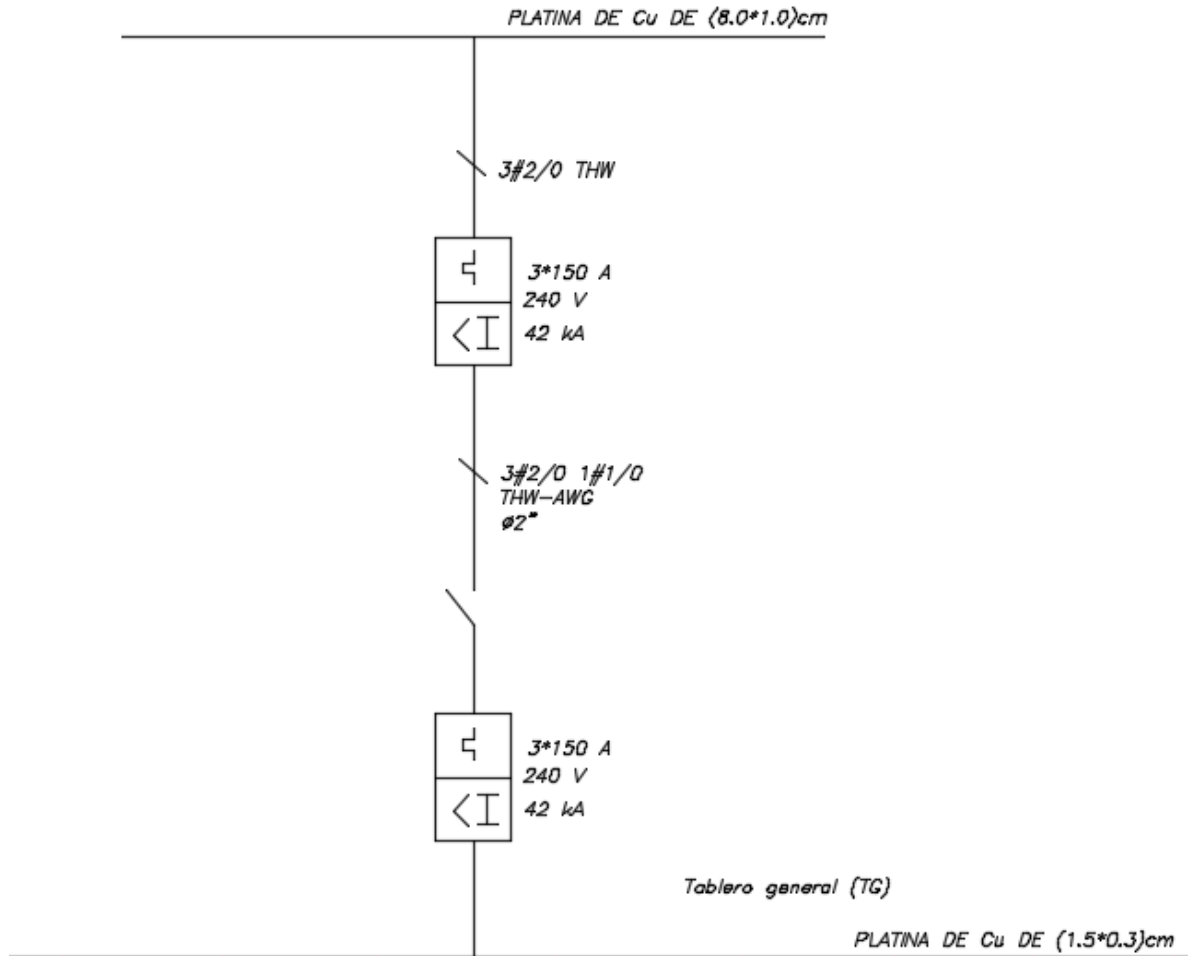 PLATINA DE Cu DE (8.0*1.0)cm
3#2/0 THW
3*150 A
240 V
42 kA
3#2/0 1#1/0
THW-AWG
ø2"
3*150 A
240 V
42 kA
Tablero general (TG)
PLATINA DE Cu DE (1.5*0.3)cm